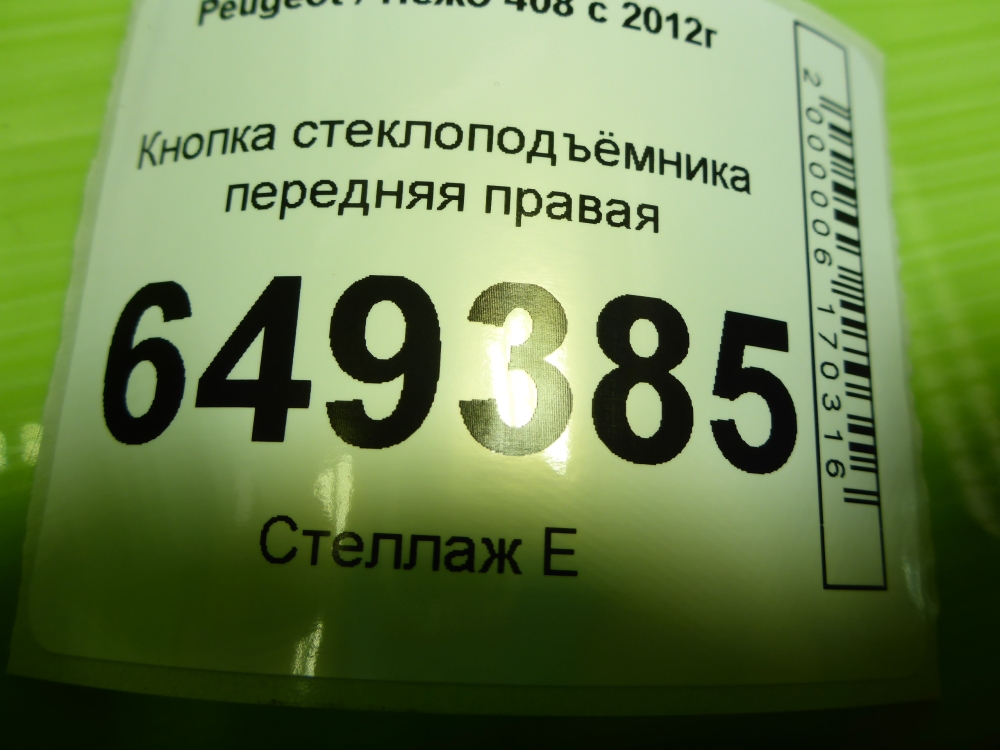 Peugeot / Пежо 408 с 2012г
Кнопка стеклоподъёмника
передняя правая
649385
Стеллаж Е
2000006170316